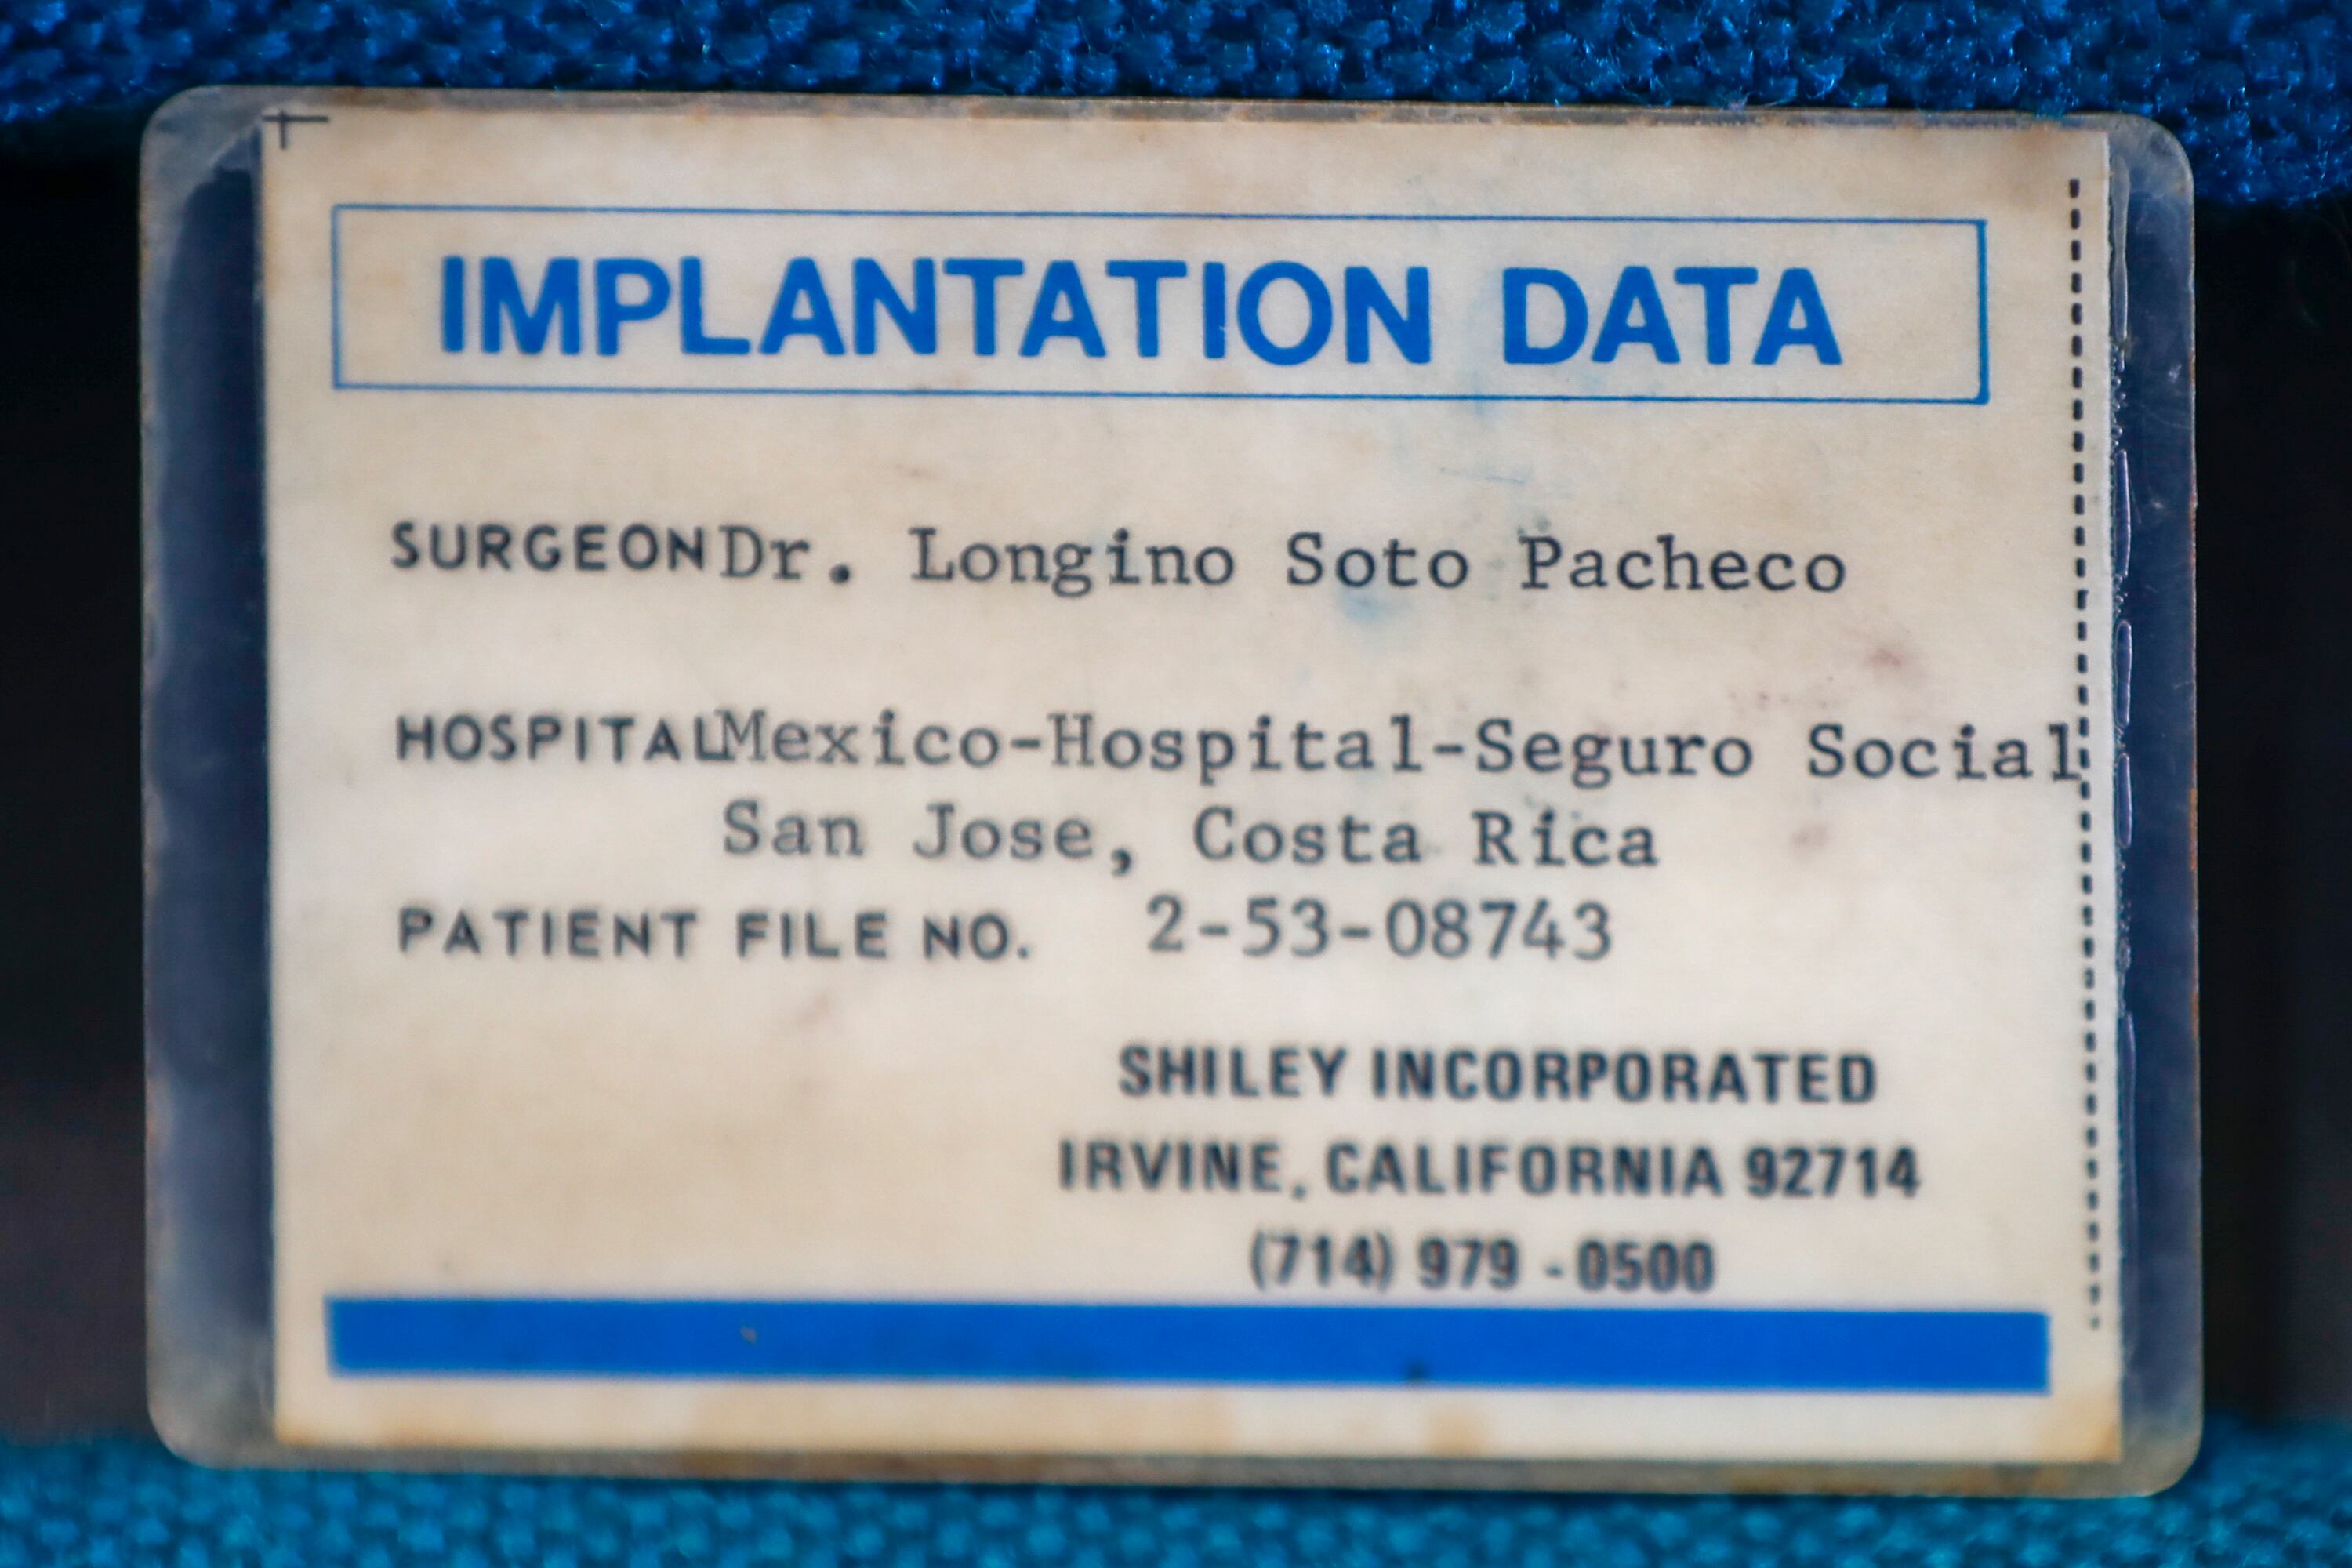 IMPLANTATION DATA
SURGEON Dr. Longino Soto Pacheco
HOSPITAL Mexico-Hospital-Seguro Social
San Jose, Costa Rica
PATIENT FILE NO. 2-53-08743
SHILEY INCORPORATED
IRVINE, CALIFORNIA 92714
(714) 979 - 0500